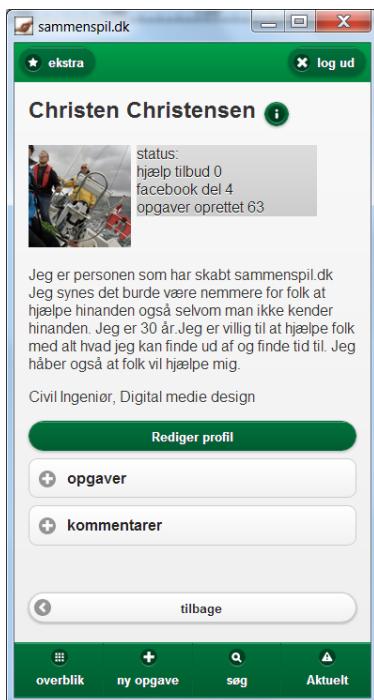 sammenspil.dk
ekstra
log ud
Christen Christensen
status:
hjælp tilbud 0
facebook del 4
opgaver oprettet 63
Jeg er personen som har skabt sammenspil.dk
Jeg synes det burde være nemmere for folk at
hjælpe hinanden også selvom man ikke kender
hinanden. Jeg er 30 år.Jeg er villig til at hjælpe folk
med alt hvad jeg kan finde ud af og finde tid til. Jeg
håber også at folk vil hjælpe mig.
Civil Ingeniør, Digital medie design
Rediger profil
opgaver
kommentarer
tilbage
overblik
ny opgave
søg
Aktuelt